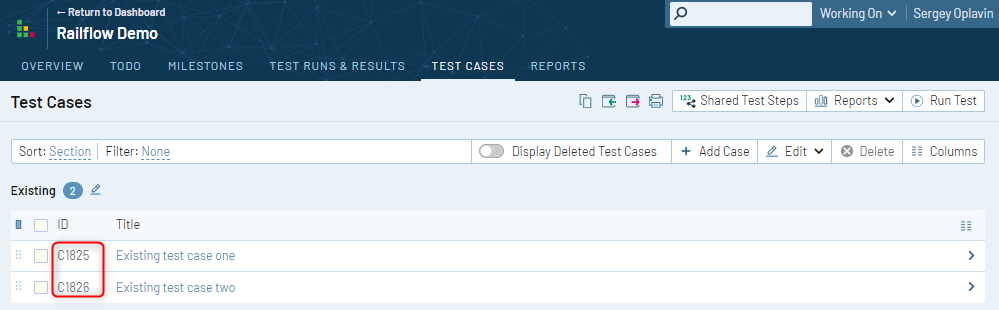 ← Return to Dashboard
Railflow Demo
Working On
Sergey Oplavin
OVERVIEW TODO MILESTONES TEST RUNS & RESULTS TEST CASES REPORTS
Test Cases
123 Shared Test Steps Reports Run Test
Sort: Section Filter: None Display Deleted Test Cases + Add Case Edit Delete Columns
Existing 2
ID Title
C1825 Existing test case one
C1826 Existing test case two